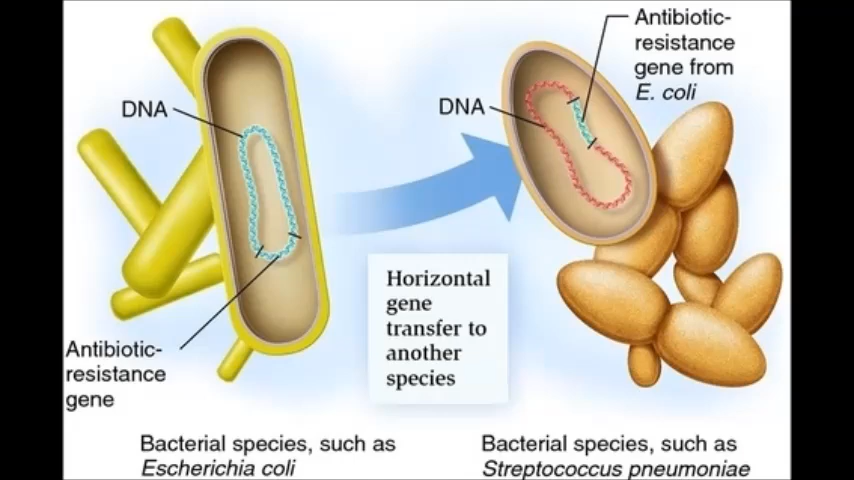 DNA
Antibiotic-
resistance
gene
Bacterial species, such as
Escherichia coli
Horizontal
gene
transfer to
another
species
DNA
Antibiotic-
resistance
gene from
E. coli
Bacterial species, such as
Streptococcus pneumoniae